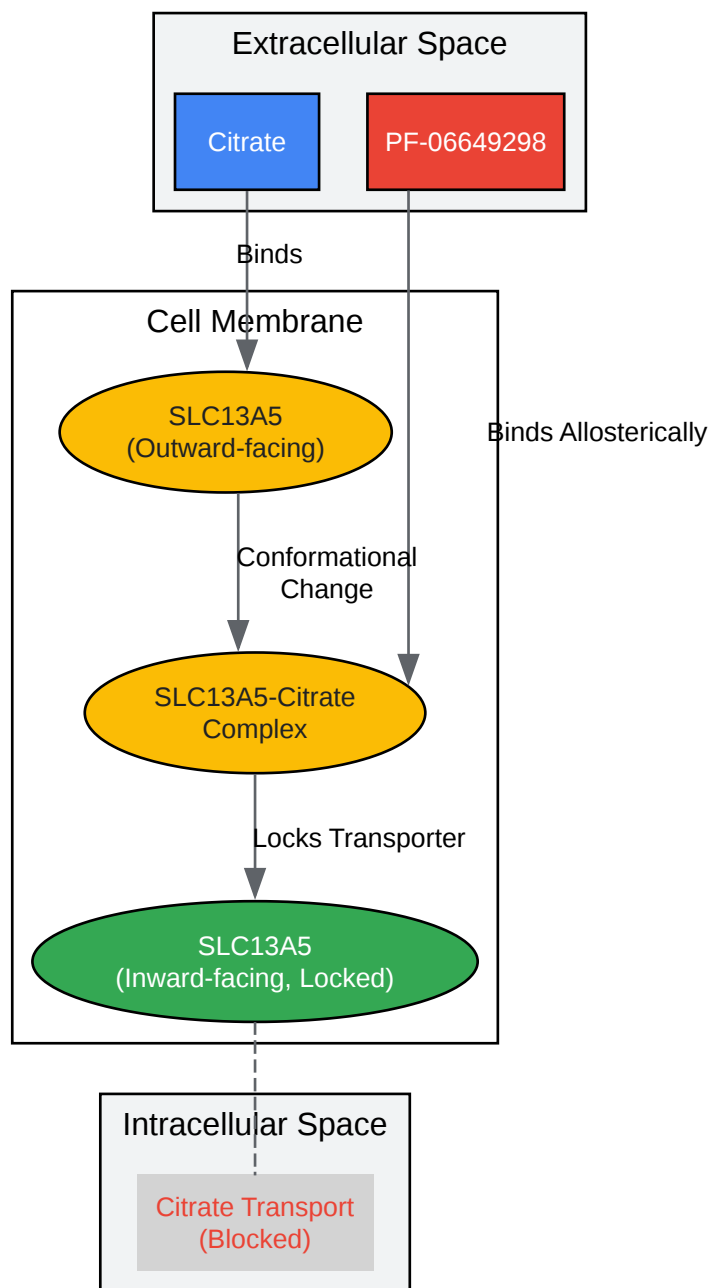 Extracellular Space
Citrate
PF-06649298
Binds
Cell Membrane
SLC13A5
(Outward-facing)
Binds Allosterically
Conformational
Change
SLC13A5-Citrate
Complex
Locks Transporter
SLC13A5
(Inward-facing, Locked)
Intracellular Space
Citrate Transport
(Blocked)